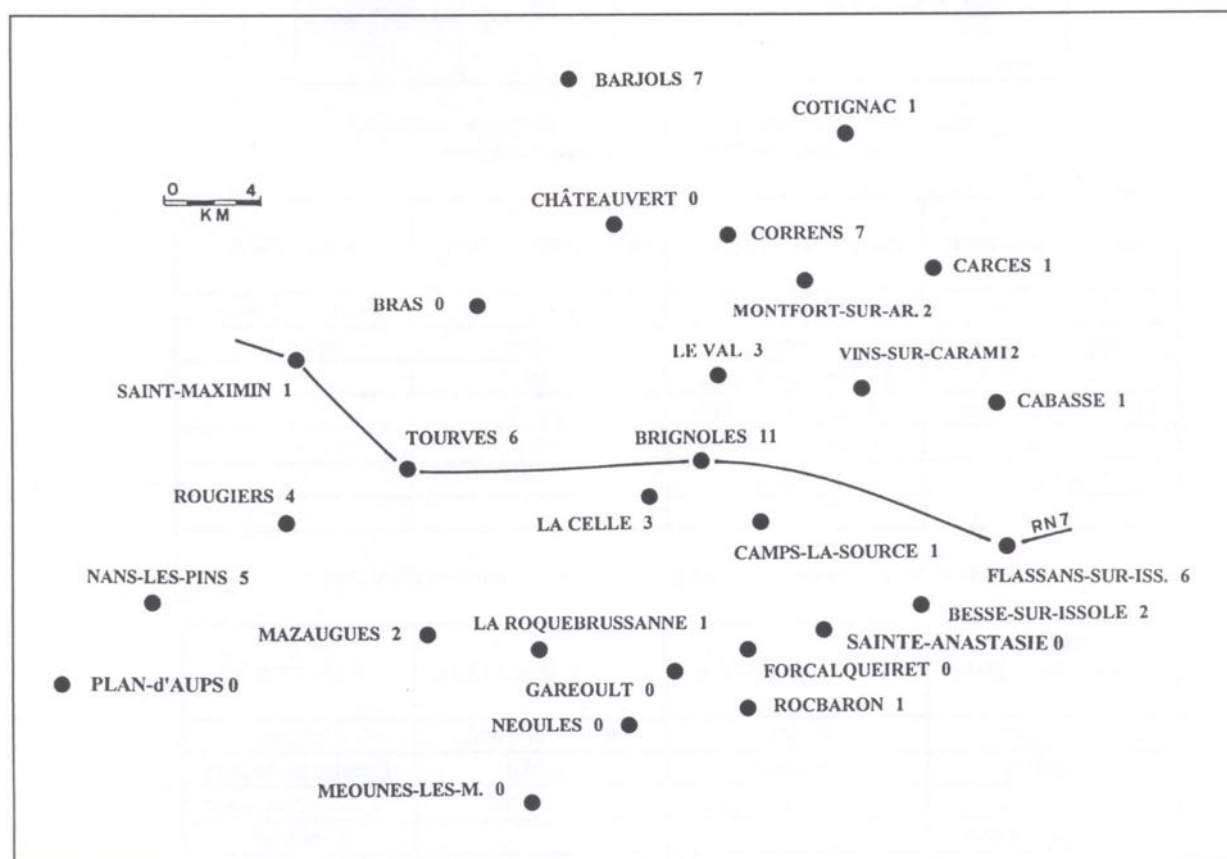 BARJOLS 7
COTIGNAC 1
0 4
KM
CHÂTEAUVERT 0
CORRENS 7
CARCES 1
BRAS 0
MONTFORT-SUR-AR. 2
LE VAL 3
VINS-SUR-CARAMI 2
SAINT-MAXIMIN 1
CABASSE 1
TOURVES 6
BRIGNOLES 11
ROUGIERS 4
LA CELLE 3
RN7
CAMPS-LA-SOURCE 1
NANS-LES-PINS 5
FLASSANS-SUR-ISS. 6
BESSE-SUR-ISSOLE 2
MAZAUGUES 2
LA ROQUEBRUSSANNE 1
SAINTE-ANASTASIE 0
FORCALQUEIRET 0
PLAN-d'AUPS 0
GAREOULT 0
ROCBARON 1
NEOULES 0
MEOUNES-LES-M. 0